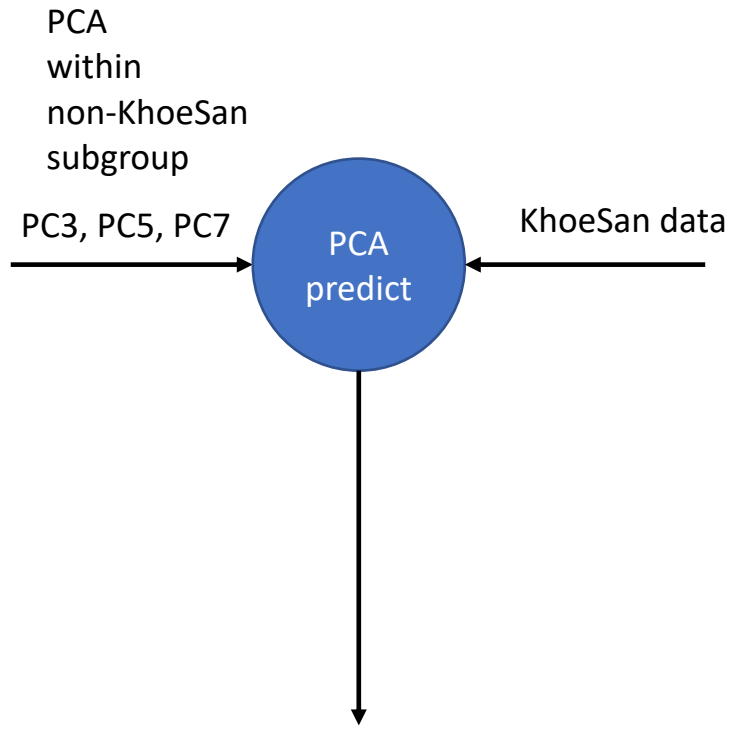 PCA
within
non-KhoeSan
subgroup
PC3, PC5, PC7
PCA
predict
KhoeSan data